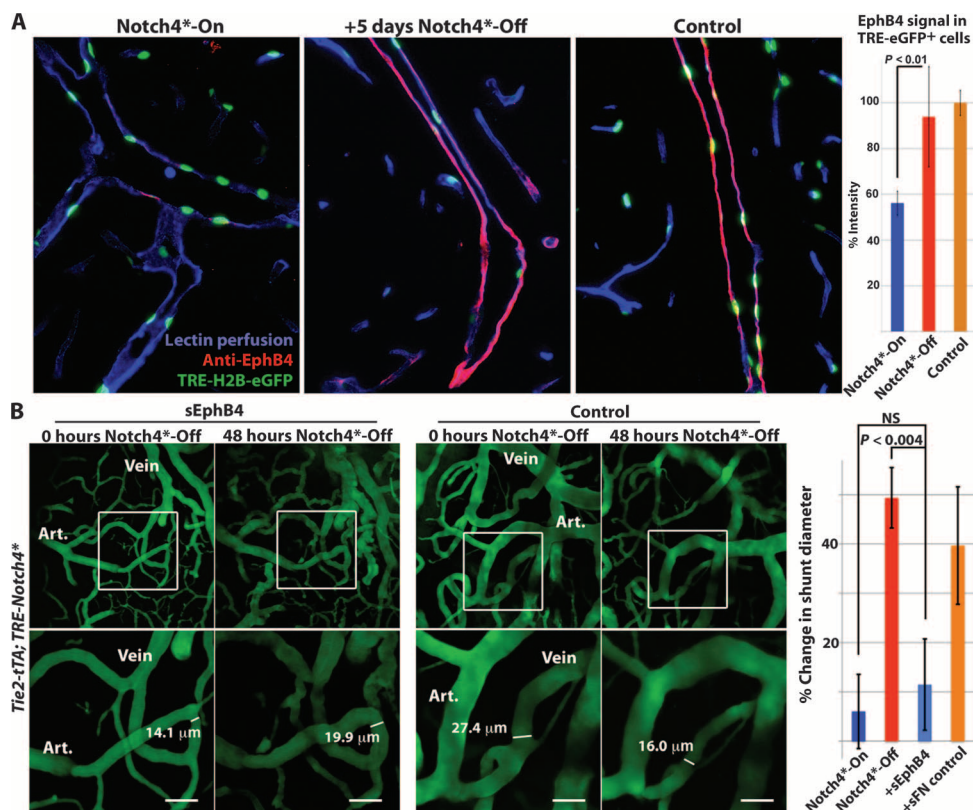 A
Notch4*-On
+5 days Notch4*-Off
Control
EphB4 signal in
TRE-eGFP+ cells
P < 0.01
100
80
60
40
20
% Intensity
Notch4*-On
Notch4*-Off
Control
Lectin perfusion
Anti-EphB4
TRE-H2B-eGFP
B
sEphB4
Control
0 hours Notch4*-Off
48 hours Notch4*-Off
0 hours Notch4*-Off
48 hours Notch4*-Off
Vein
Art.
Vein
Art.
Tie2-tTA; TRE-Notch4*
Vein
Art.
14.1 µm
19.9 µm
Vein
Art.
27.4 µm
16.0 µm
NS
P < 0.004
40
20
% Change in shunt diameter
Notch4*-On
Notch4*-Off
+sEphB4
+sFN control